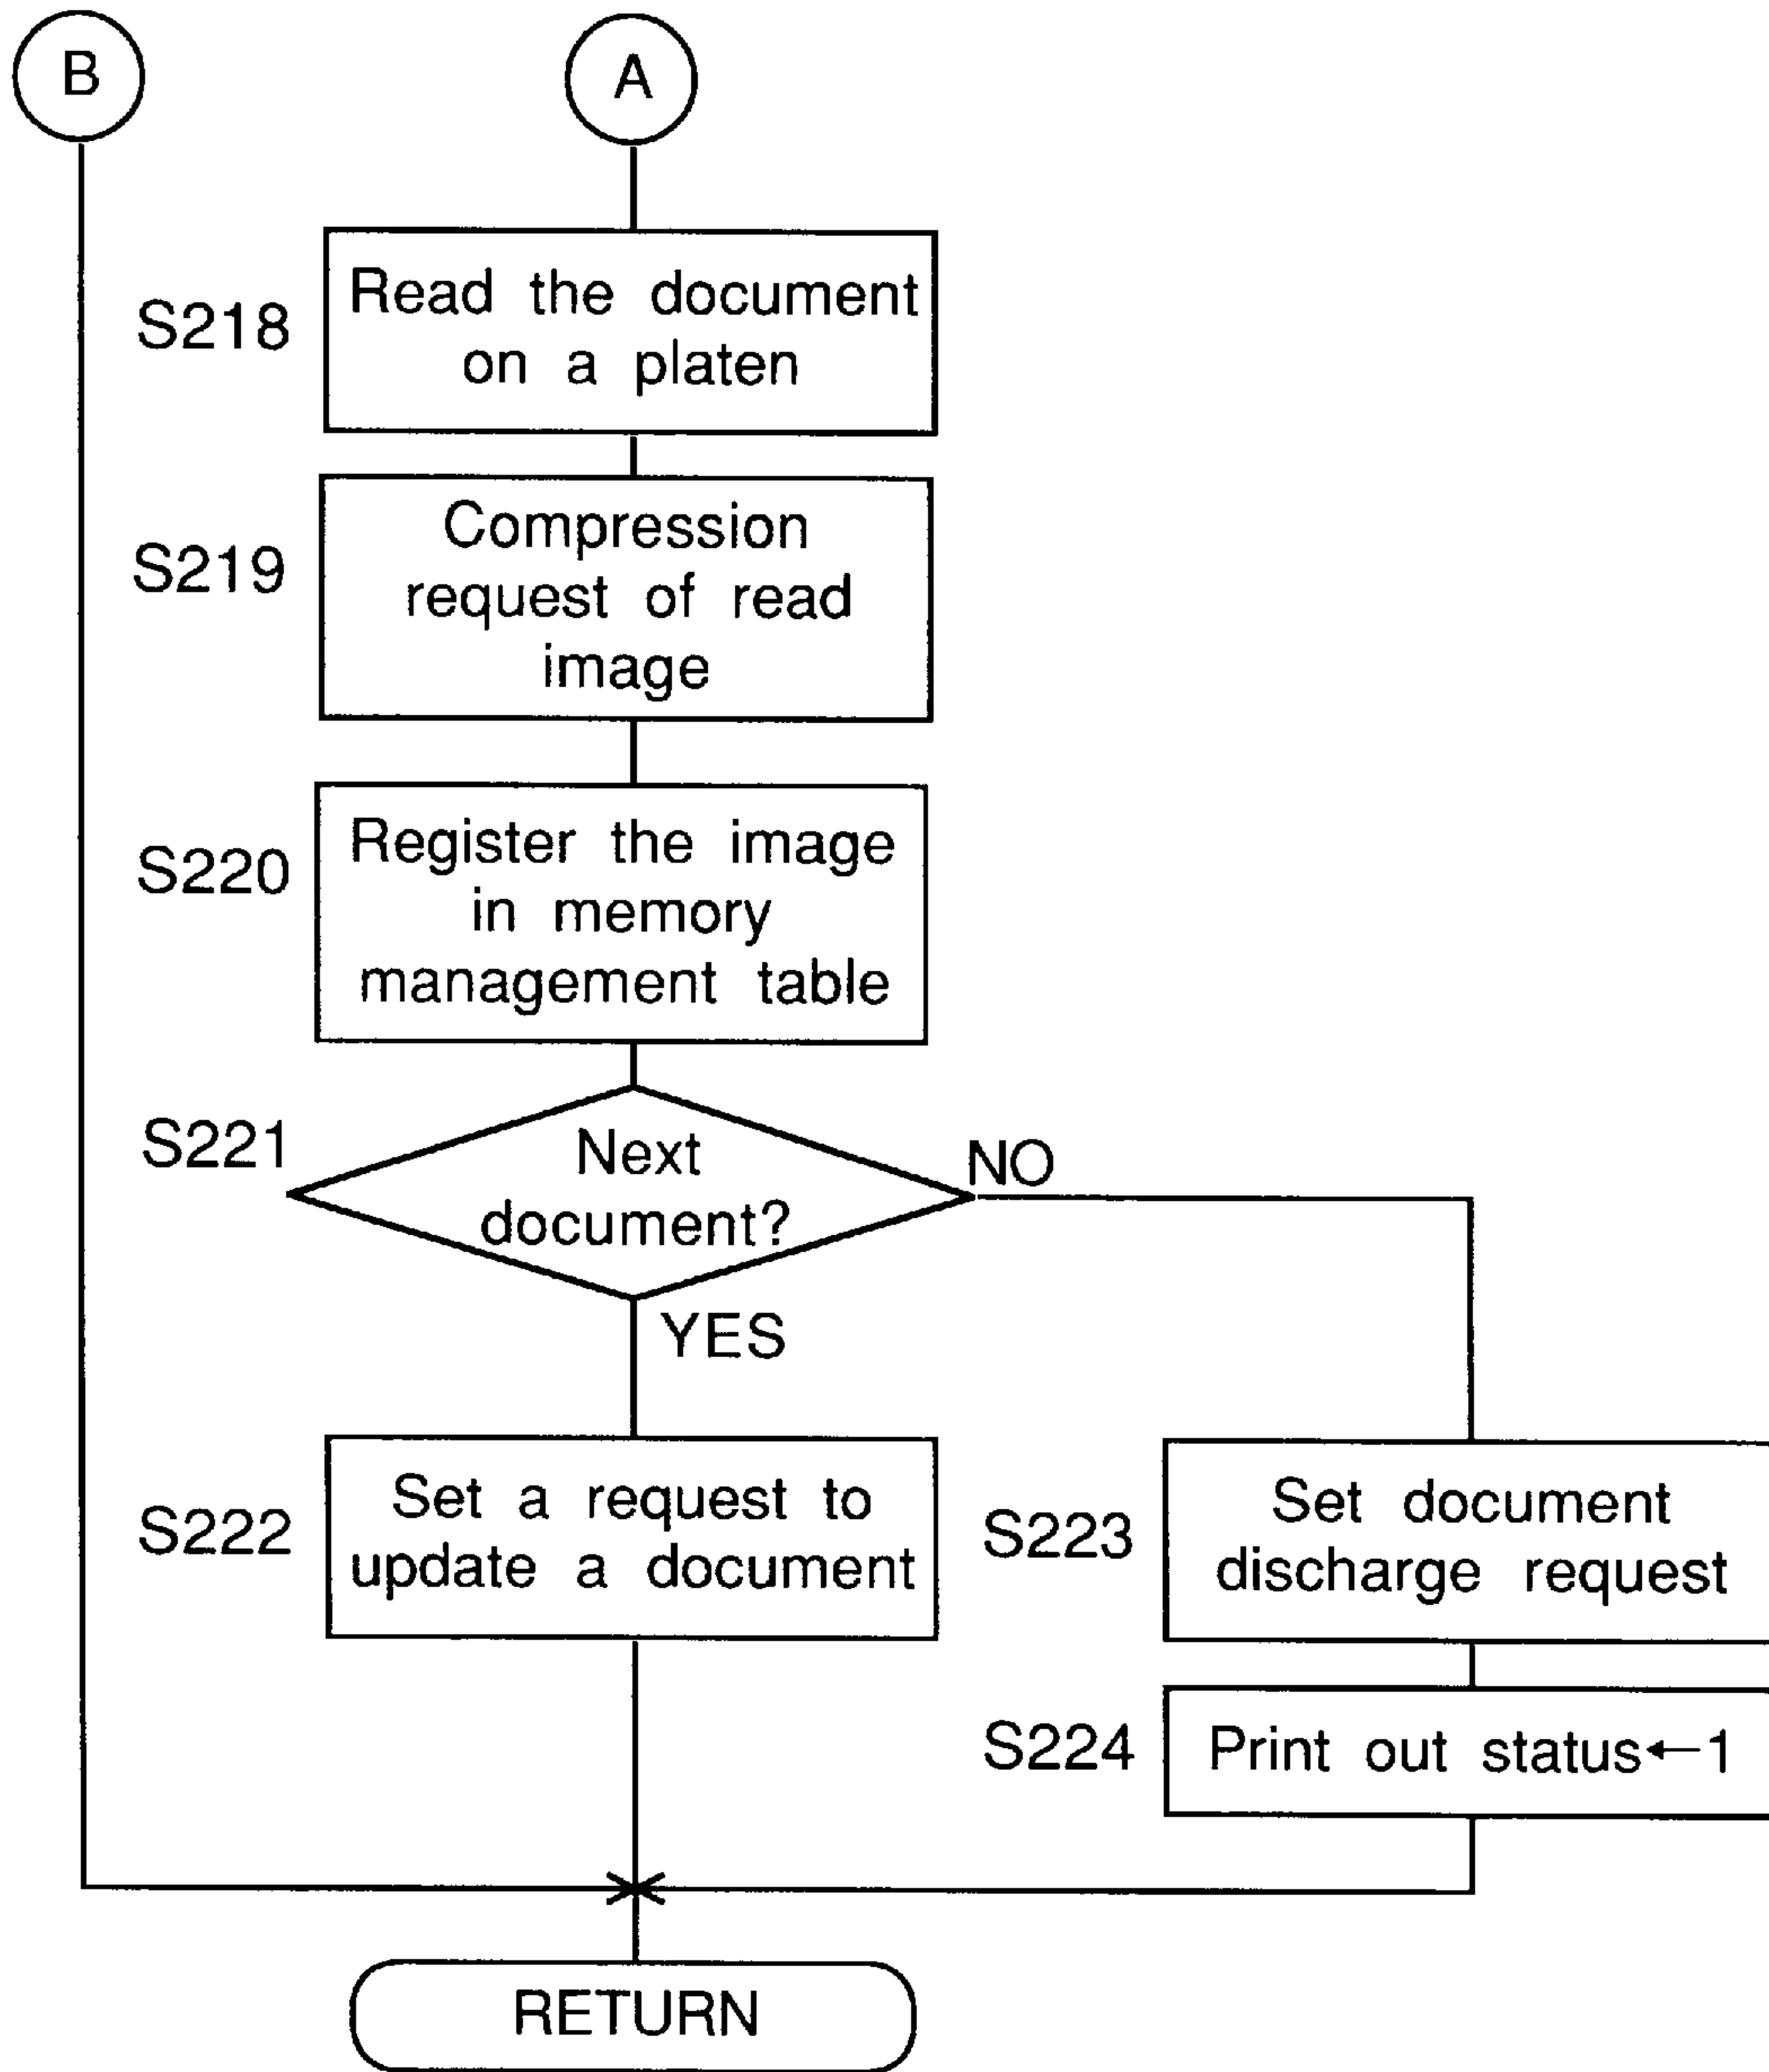 B
A
S218
Read the document
on a platen
S219
Compression
request of read
image
S220
Register the image
in memory
management table
S221
Next
document?
NO
YES
S222
Set a request to
update a document
S223
Set document
discharge request
S224
Print out status←1
RETURN